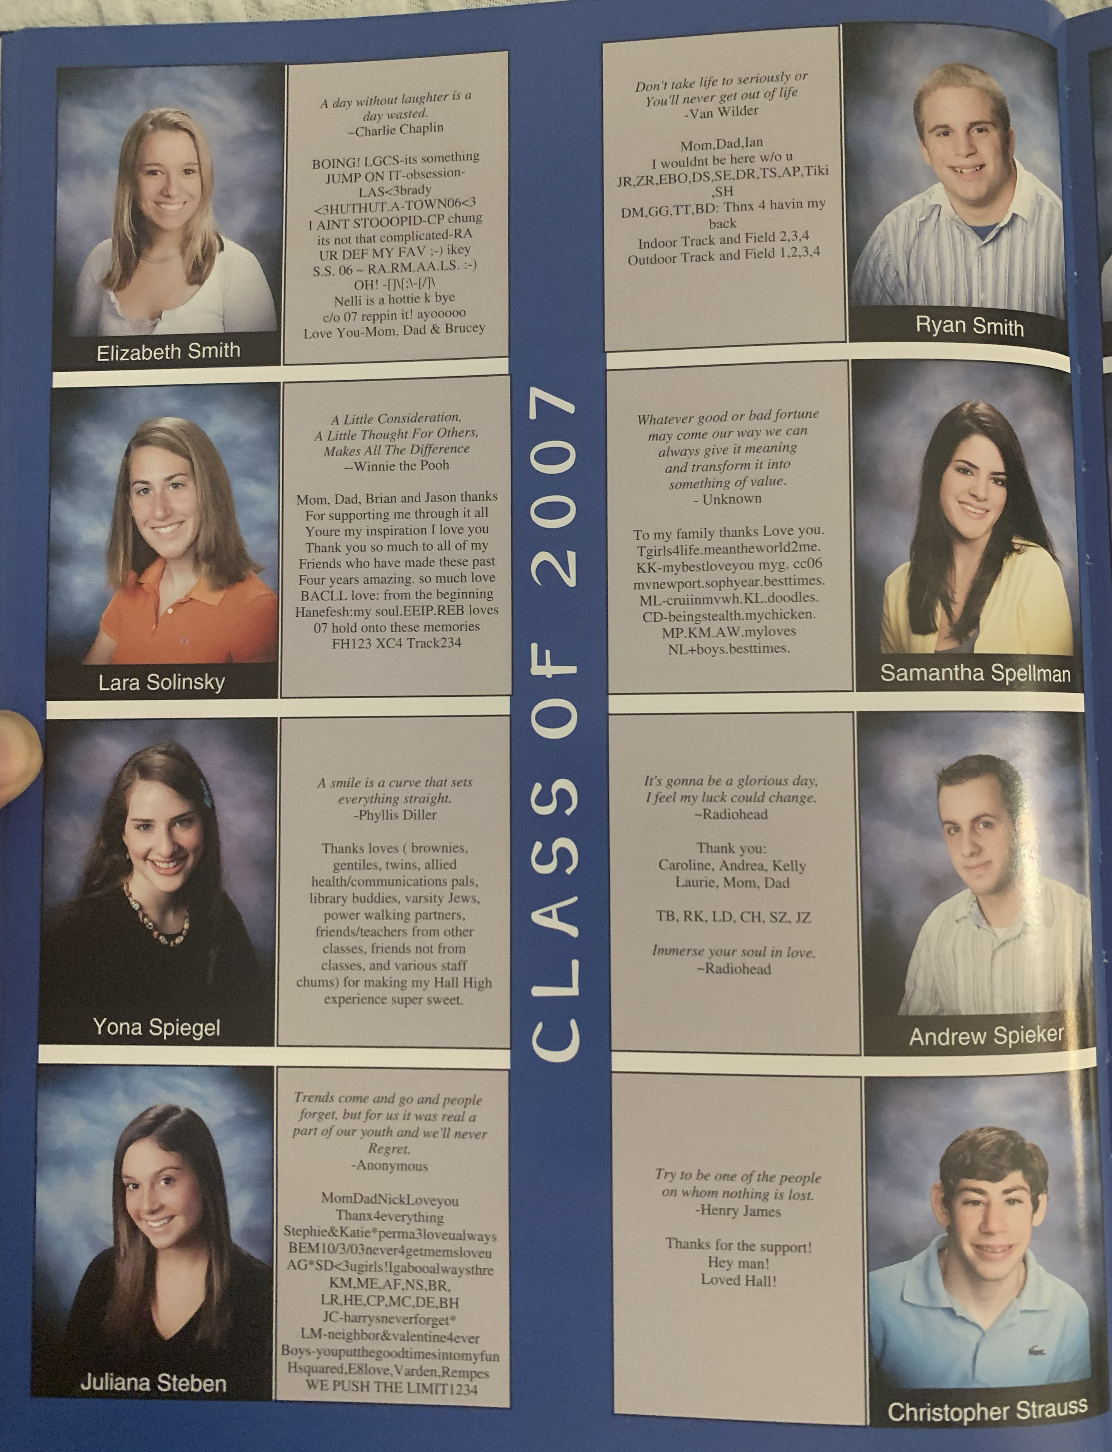 A day without laughter is a
day wasted.
~Charlie Chaplin
BOING! LGCS-its something
JUMP ON IT-obsession-
LAS<3brady
<3HUTHUT.A-TOWN06<3
I AINT STOOOPID-CP chung
its not that complicated-RA
UR DEF MY FAV ;-) ikey
S.S. 06 ~ RA.RM.AA.LS. :-)
OH! -[]\[;\-[/]\
Nelli is a hottie k bye
c/o 07 reppin it! ayooooo
Love You-Mom, Dad & Brucey
Elizabeth Smith
A Little Consideration,
A Little Thought For Others,
Makes All The Difference
--Winnie the Pooh
Mom, Dad, Brian and Jason thanks
For supporting me through it all
Youre my inspiration I love you
Thank you so much to all of my
Friends who have made these past
Four years amazing. so much love
BACLL love: from the beginning
Hanefesh:my soul.EEIP.REB loves
07 hold onto these memories
FH123 XC4 Track234
Lara Solinsky
A smile is a curve that sets
everything straight.
-Phyllis Diller
Thanks loves ( brownies,
gentiles, twins, allied
health/communications pals,
library buddies, varsity Jews,
power walking partners,
friends/teachers from other
classes, friends not from
classes, and various staff
chums) for making my Hall High
experience super sweet.
Yona Spiegel
Trends come and go and people
forget, but for us it was real a
part of our youth and we'll never
Regret.
-Anonymous
MomDadNickLoveyou
Thanx4everything
Stephie&Katie*perma3loveualways
BEM10/3/03never4getmemsloveu
AG*SD<3ugirls!Igabooalwaysthre
KM,ME,AF,NS,BR,
LR,HE,CP,MC,DE,BH
JC-harrysneverforget*
LM-neighbor&valentine4ever
Boys-youputthegoodtimesintomyfun
Hsquared,E8love,Varden,Rempes
WE PUSH THE LIMIT1234
Juliana Steben
CLASS OF 2007
Don't take life to seriously or
You'll never get out of life
-Van Wilder
Mom,Dad,Ian
I wouldnt be here w/o u
JR,ZR,EBO,DS,SE,DR,TS,AP,Tiki
,SH
DM,GG,TT,BD: Thnx 4 havin my
back
Indoor Track and Field 2,3,4
Outdoor Track and Field 1,2,3,4
Ryan Smith
Whatever good or bad fortune
may come our way we can
always give it meaning
and transform it into
something of value.
- Unknown
To my family thanks Love you.
Tgirls4life.meantheworld2me.
KK-mybestloveyou myg. cc06
mvnewport.sophyear.besttimes.
ML-cruiinmvwh.KL.doodles.
CD-beingstealth.mychicken.
MP.KM.AW.myloves
NL+boys.besttimes.
Samantha Spellman
It's gonna be a glorious day,
I feel my luck could change.
~Radiohead
Thank you:
Caroline, Andrea, Kelly
Laurie, Mom, Dad
TB, RK, LD, CH, SZ, JZ
Immerse your soul in love.
~Radiohead
Andrew Spieker
Try to be one of the people
on whom nothing is lost.
-Henry James
Thanks for the support!
Hey man!
Loved Hall!
Christopher Strauss